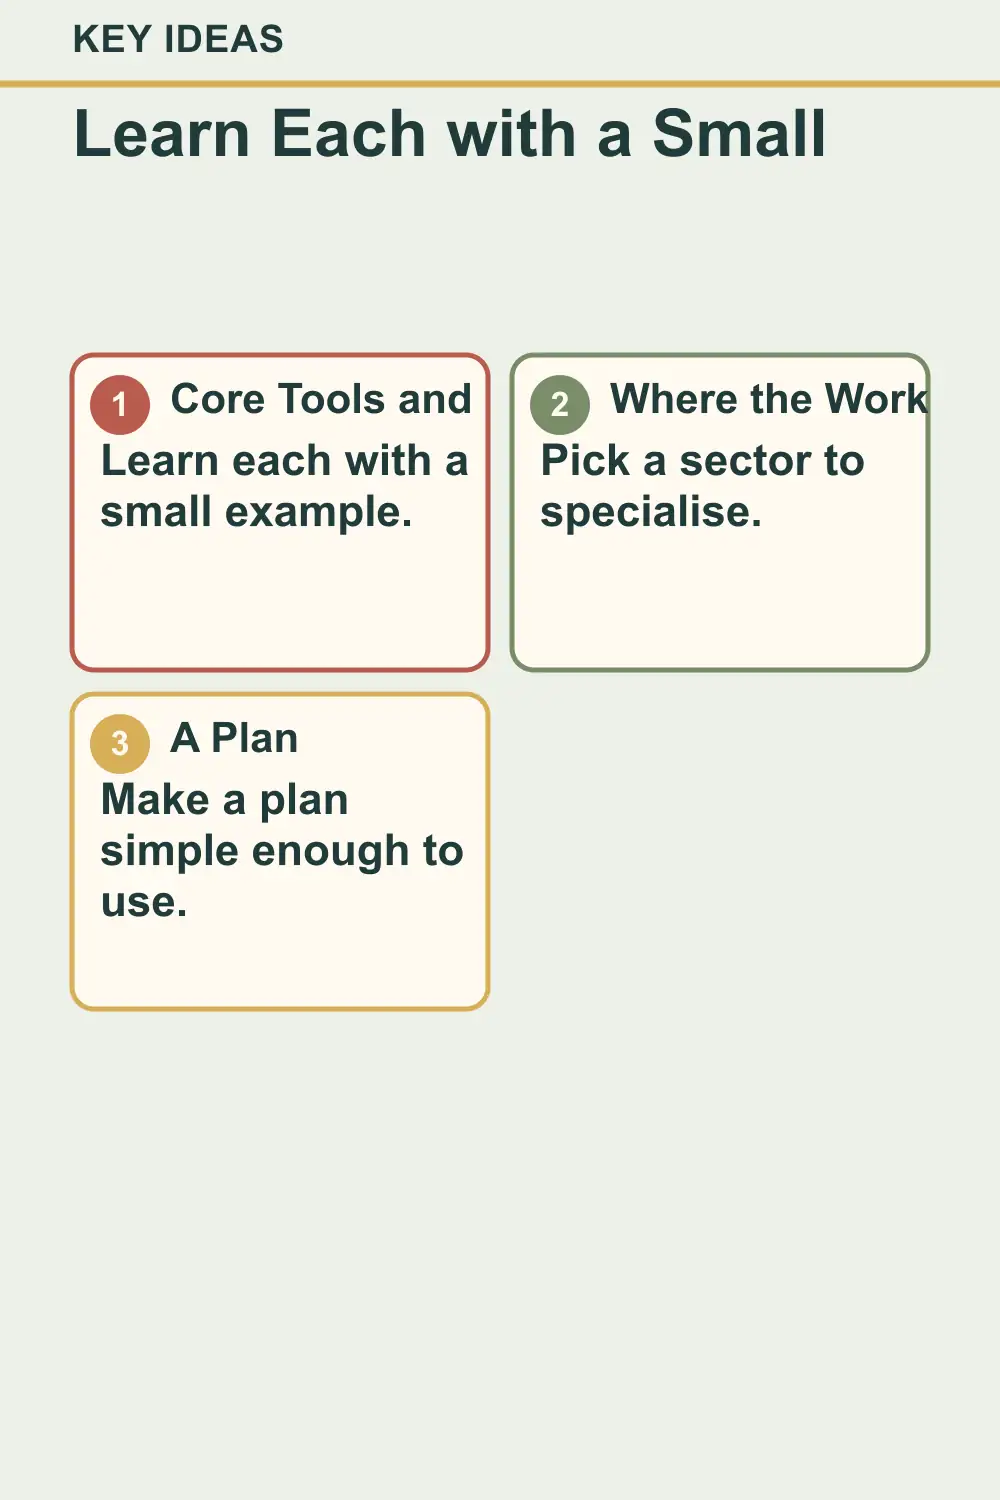 KEY IDEAS
Learn Each with a Small
1 Core Tools and
Learn each with a
small example.
2 Where the Work
Pick a sector to
specialise.
3 A Plan
Make a plan
simple enough to
use.